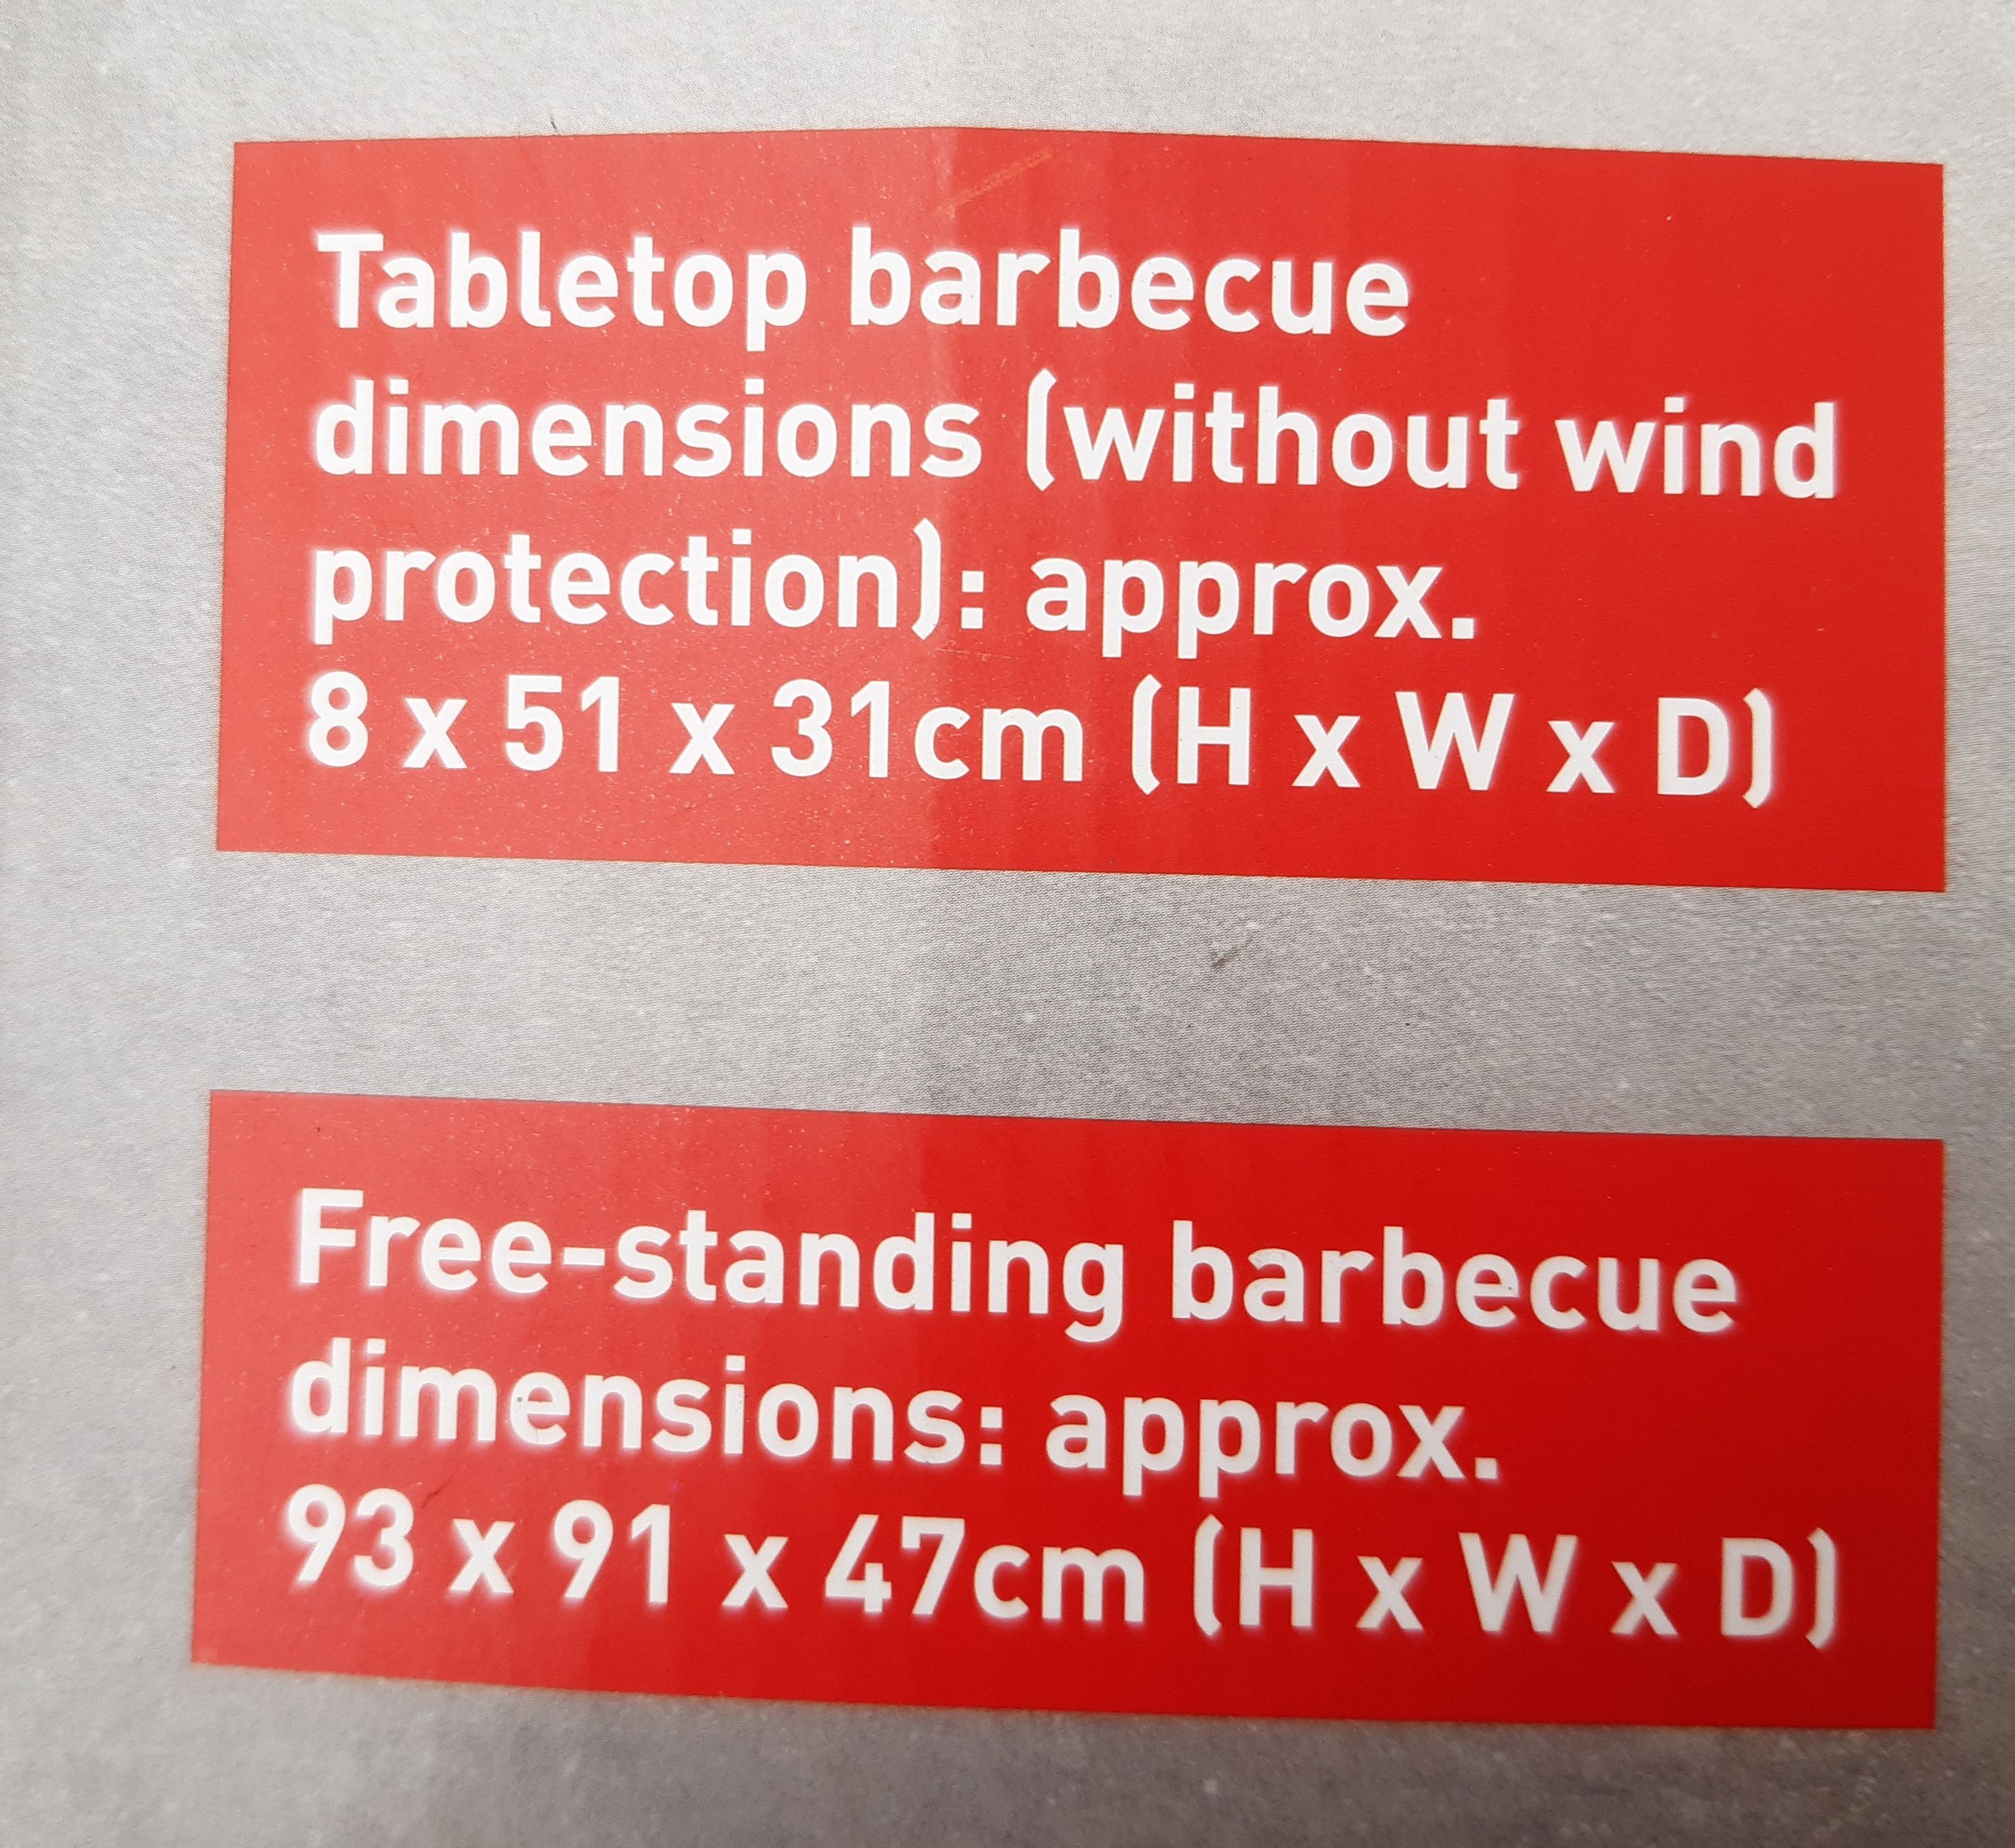 Tabletop barbecue
dimensions (without wind
protection): approx.
8 x 51 x 31cm (H x W x D)
Free-standing barbecue
dimensions: approx.
93 x 91 x 47cm (H x W x D)